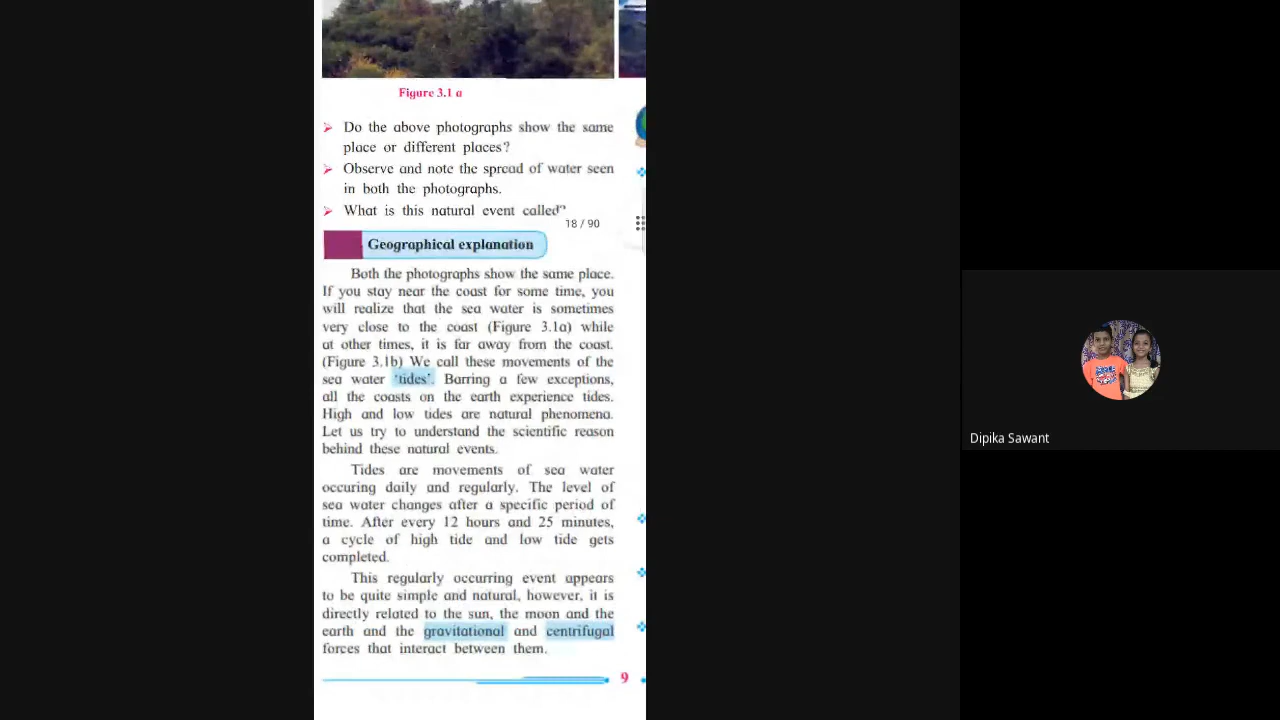 Figure 3.1 a
Do the above photographs show the same
place or different places?
Observe and note the spread of water seen
in both the photographs.
What is this natural event called?
18 / 90
Geographical explanation
Both the photographs show the same place.
If you stay near the coast for some time, you
will realize that the sea water is sometimes
very close to the coast (Figure 3.1a) while
at other times, it is far away from the coast.
(Figure 3.1b) We call these movements of the
sea water 'tides'. Barring a few exceptions,
all the coasts on the earth experience tides.
High and low tides are natural phenomena.
Let us try to understand the scientific reason
behind these natural events.
Tides are movements of sea water
occuring daily and regularly. The level of
sea water changes after a specific period of
time. After every 12 hours and 25 minutes,
a cycle of high tide and low tide gets
completed.
This regularly occurring event appears
to be quite simple and natural, however, it is
directly related to the sun, the moon and the
earth and the gravitational and centrifugal
forces that interact between them.
9
Dipika Sawant